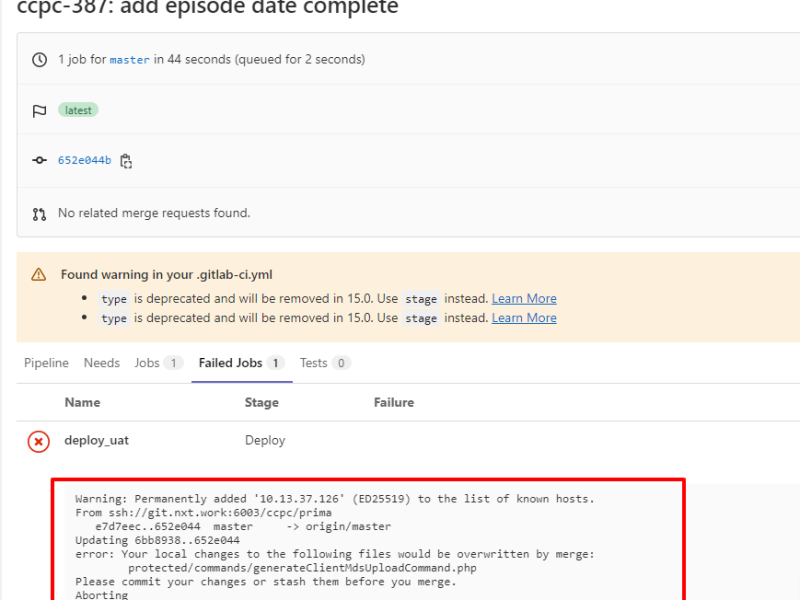 ccpc-387: add episode date complete
1 job for master in 44 seconds (queued for 2 seconds)
latest
652e044b
No related merge requests found.
Found warning in your .gitlab-ci.yml
type is deprecated and will be removed in 15.0. Use stage instead. Learn More
type is deprecated and will be removed in 15.0. Use stage instead. Learn More
Pipeline Needs Jobs 1 Failed Jobs 1 Tests 0
Name Stage Failure
deploy_uat Deploy
Warning: Permanently added '10.13.37.126' (ED25519) to the list of known hosts.
From ssh://git.nxt.work:6003/ccpc/prima
e7d7eec..652e044 master -> origin/master
Updating 6bb8938..652e044
error: Your local changes to the following files would be overwritten by merge:
protected/commands/generateClientMdsUploadCommand.php
Please commit your changes or stash them before you merge.
Aborting